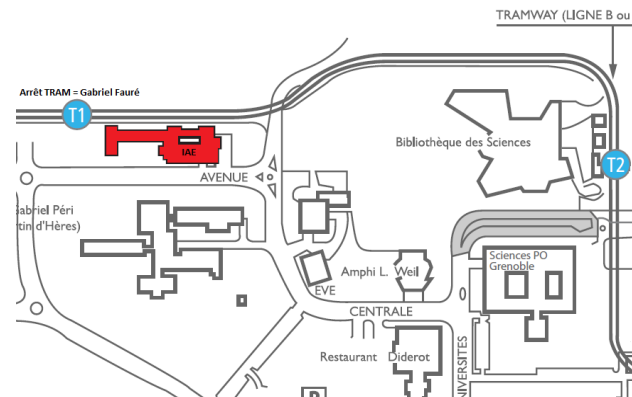 TRAMWAY (LIGNE B ou
Arrêt TRAM = Gabriel Fauré
T1
IAE
Bibliothèque des Sciences
T2
AVENUE
Gabriel Péri
tin d'Hères)
Sciences PO
Grenoble
Amphi L. Weil
EVE
CENTRALE
Restaurant Diderot
NIVERSITES